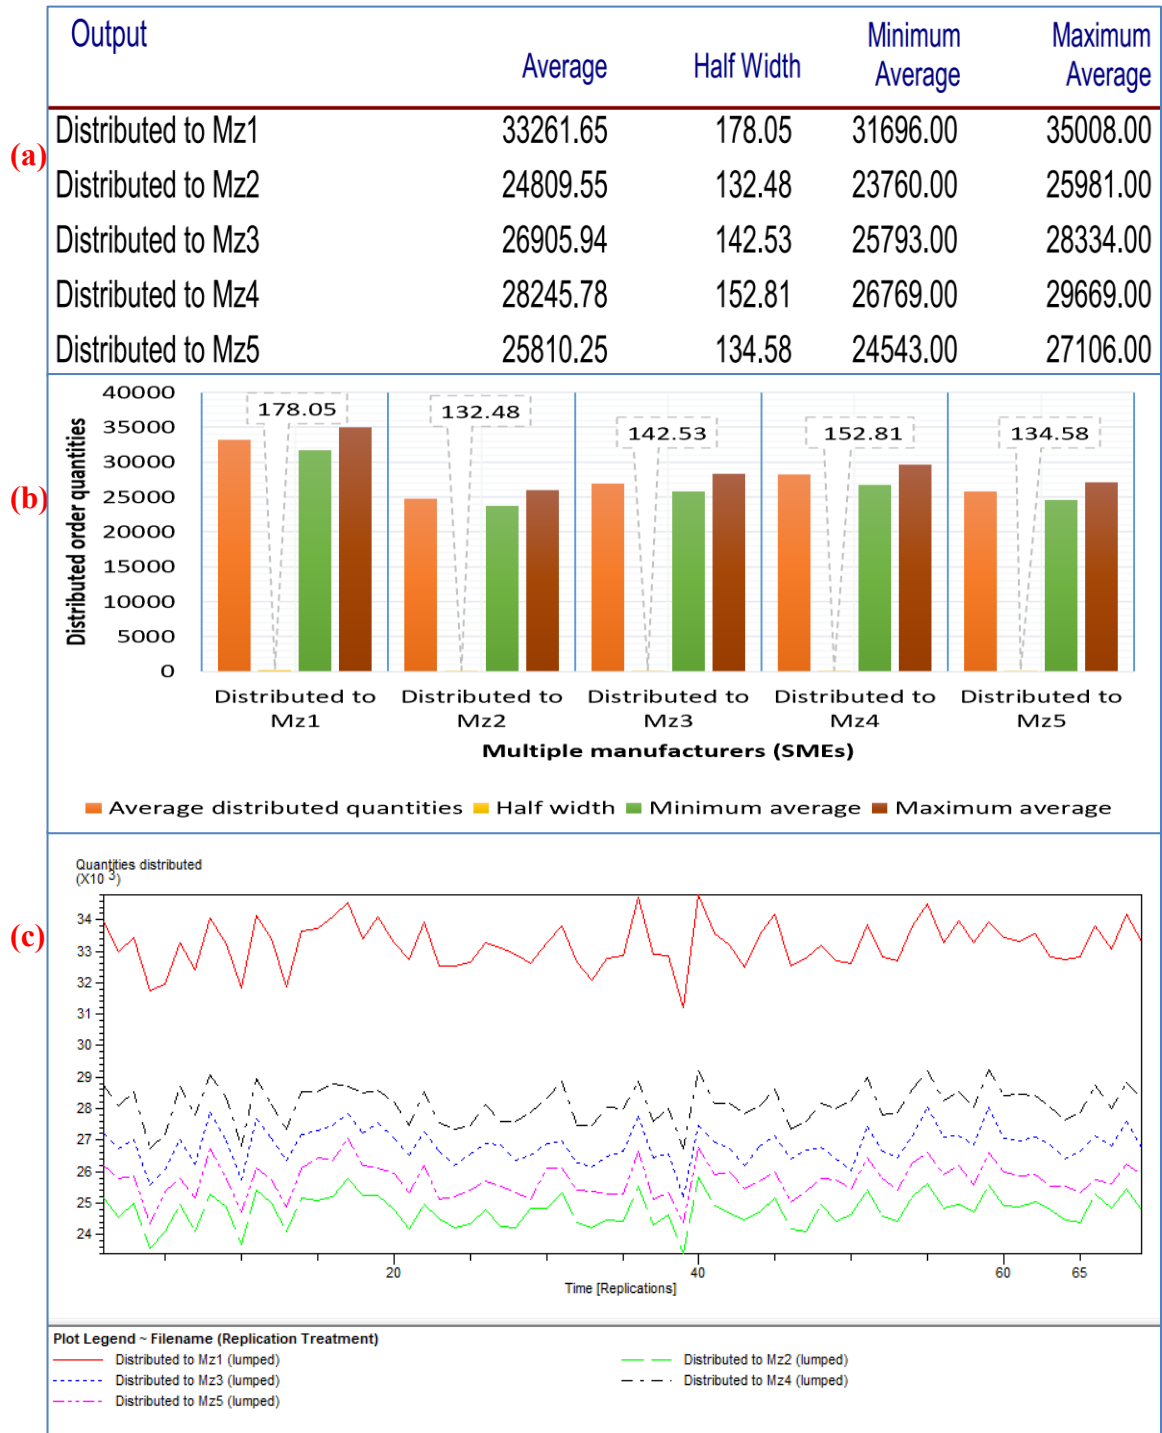 Output Average Half Width Minimum Average Maximum Average
(a)
Distributed to Mz1 33261.65 178.05 31696.00 35008.00
Distributed to Mz2 24809.55 132.48 23760.00 25981.00
Distributed to Mz3 26905.94 142.53 25793.00 28334.00
Distributed to Mz4 28245.78 152.81 26769.00 29669.00
Distributed to Mz5 25810.25 134.58 24543.00 27106.00
(b)
Distributed order quantities
40000
35000
30000
25000
20000
15000
10000
5000
0
178.05 132.48 142.53 152.81 134.58
Distributed to Mz1
Distributed to Mz2
Distributed to Mz3
Distributed to Mz4
Distributed to Mz5
Multiple manufacturers (SMEs)
Average distributed quantities Half width Minimum average Maximum average
(c)
Quantities distributed
(X10 3)
34
33
32
31
30
29
28
27
26
25
24
20 40 60 65
Time [Replications]
Plot Legend ~ Filename (Replication Treatment)
Distributed to Mz1 (lumped) Distributed to Mz2 (lumped)
Distributed to Mz3 (lumped) Distributed to Mz4 (lumped)
Distributed to Mz5 (lumped)